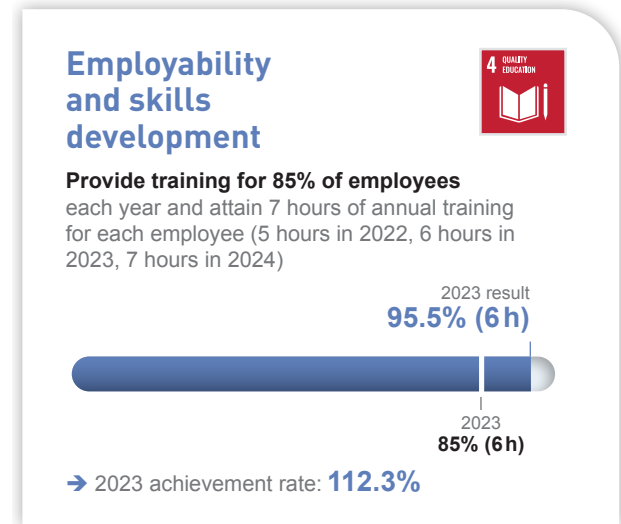 Employability
and skills
development
4 QUALITY
EDUCATION
Provide training for 85% of employees
each year and attain 7 hours of annual training
for each employee (5 hours in 2022, 6 hours in
2023, 7 hours in 2024)
2023 result
95.5% (6 h)
2023
85% (6 h)
➔ 2023 achievement rate: 112.3%